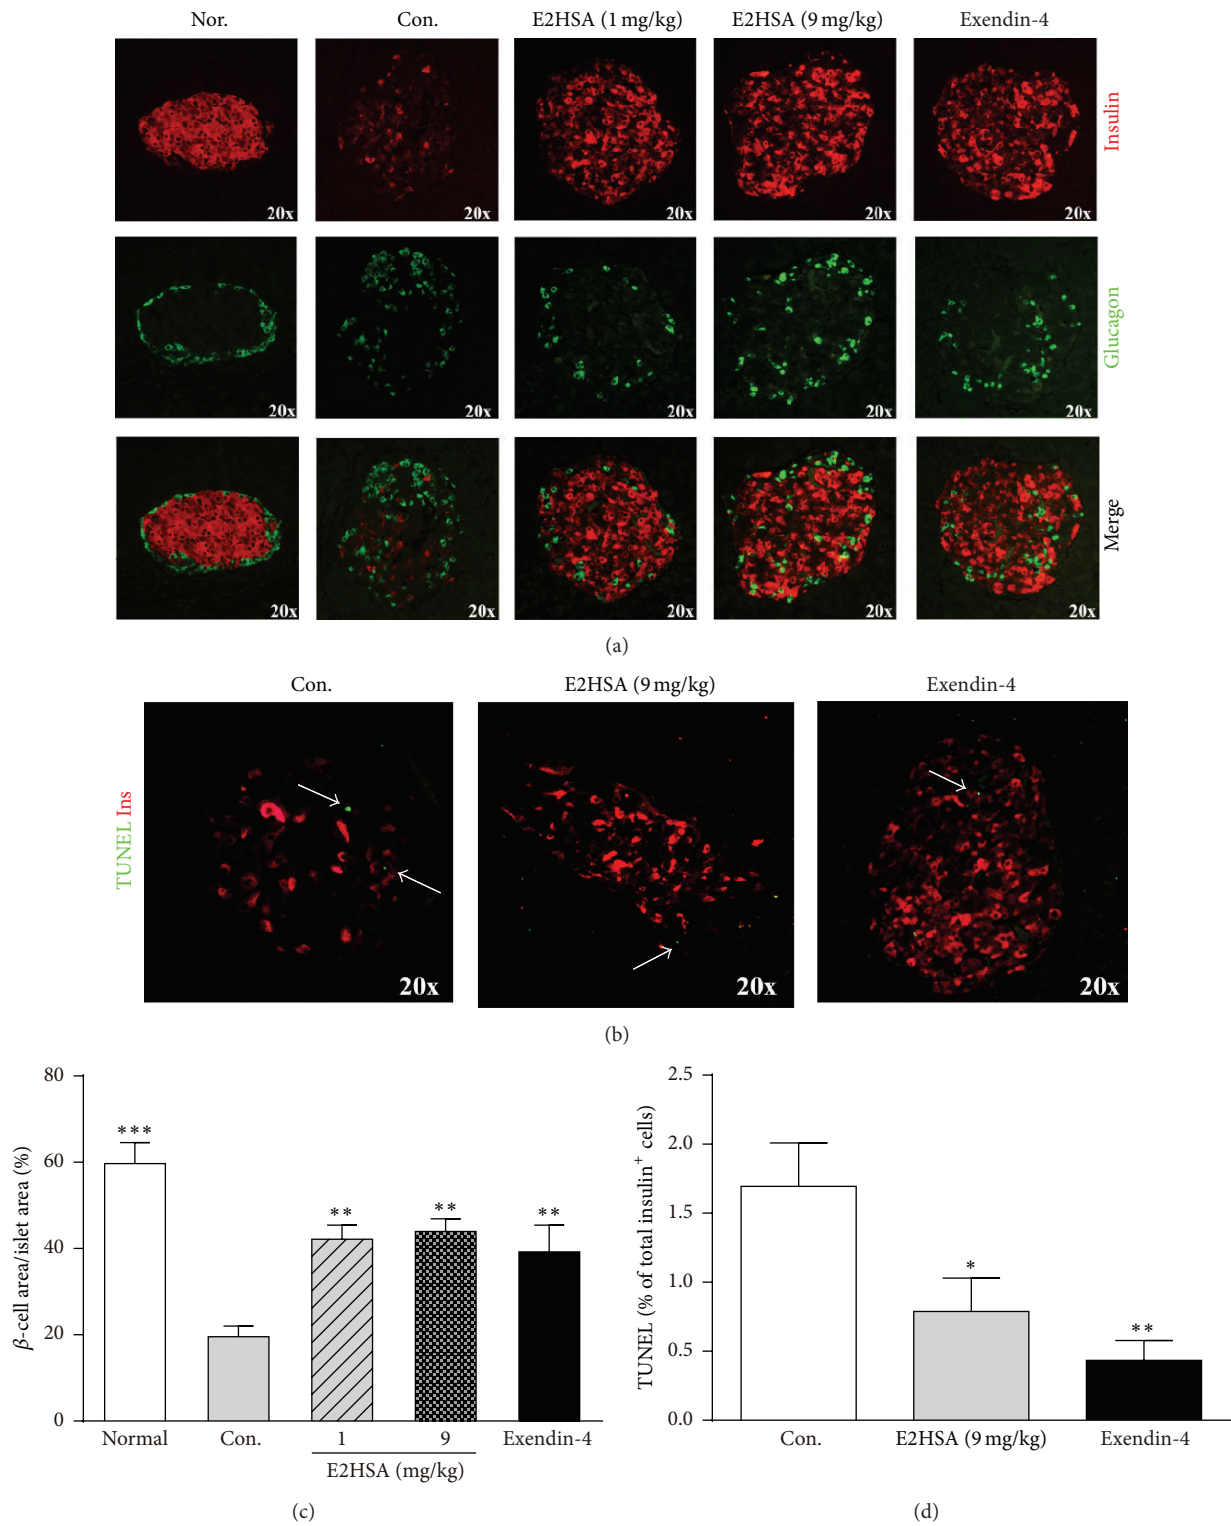 Nor. Con. E2HSA (1 mg/kg) E2HSA (9 mg/kg) Exendin-4
20x 20x 20x 20x 20x
Insulin
20x 20x 20x 20x 20x
Glucagon
20x 20x 20x 20x 20x
Merge
(a)
Con. E2HSA (9 mg/kg) Exendin-4
TUNEL Ins
20x 20x 20x
(b)
β-cell area/islet area (%)
80
60
40
20
0
***
**
**
**
Normal Con. 1 9 Exendin-4
E2HSA (mg/kg)
(c)
TUNEL (% of total insulin⁺ cells)
2.5
2.0
1.5
1.0
0.5
0.0
*
**
Con. E2HSA (9 mg/kg) Exendin-4
(d)